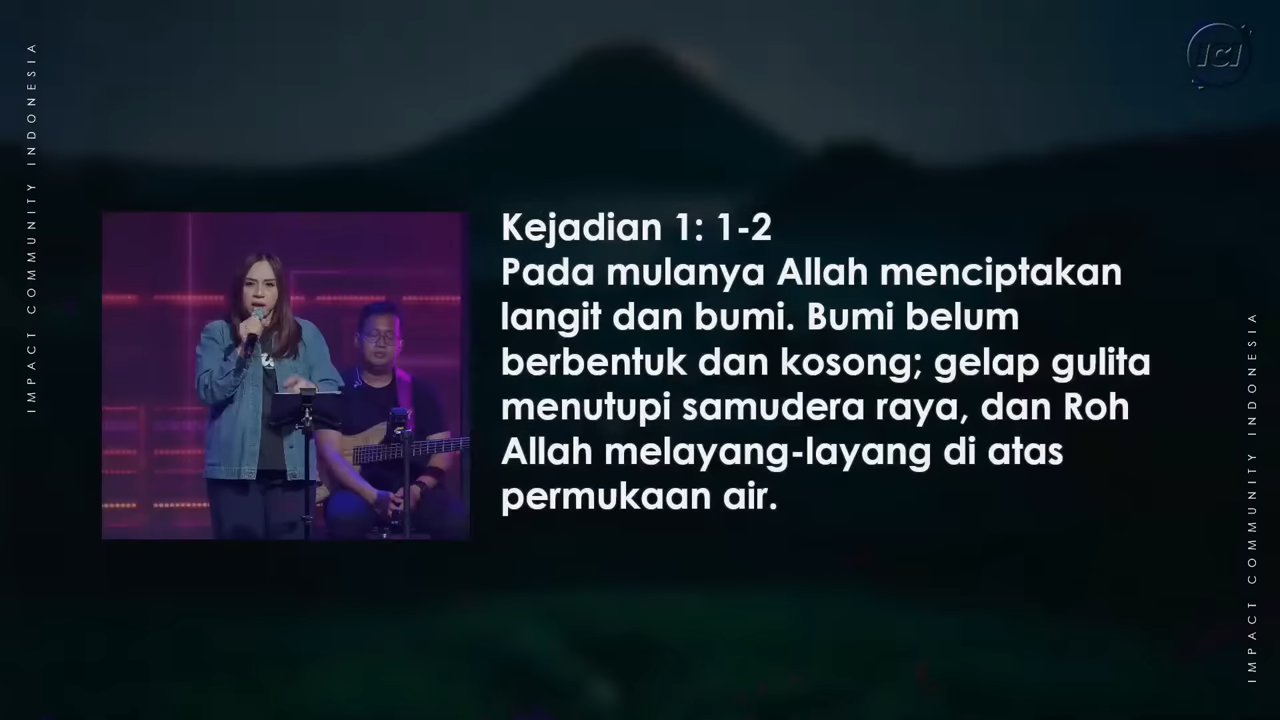 IMPACT COMMUNITY INDONESIA
ICI
Kejadian 1: 1-2
Pada mulanya Allah menciptakan
langit dan bumi. Bumi belum
berbentuk dan kosong; gelap gulita
menutupi samudera raya, dan Roh
Allah melayang-layang di atas
permukaan air.
IMPACT COMMUNITY INDONESIA